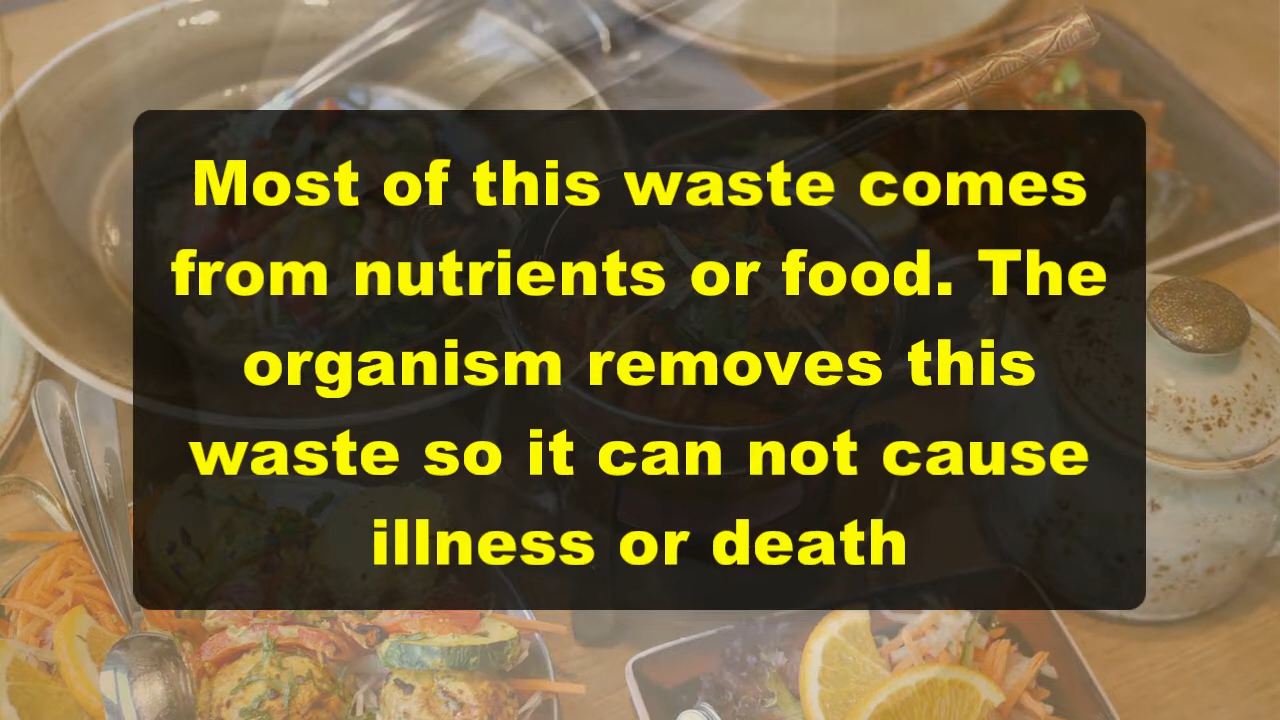 Most of this waste comes
from nutrients or food. The
organism removes this
waste so it can not cause
illness or death